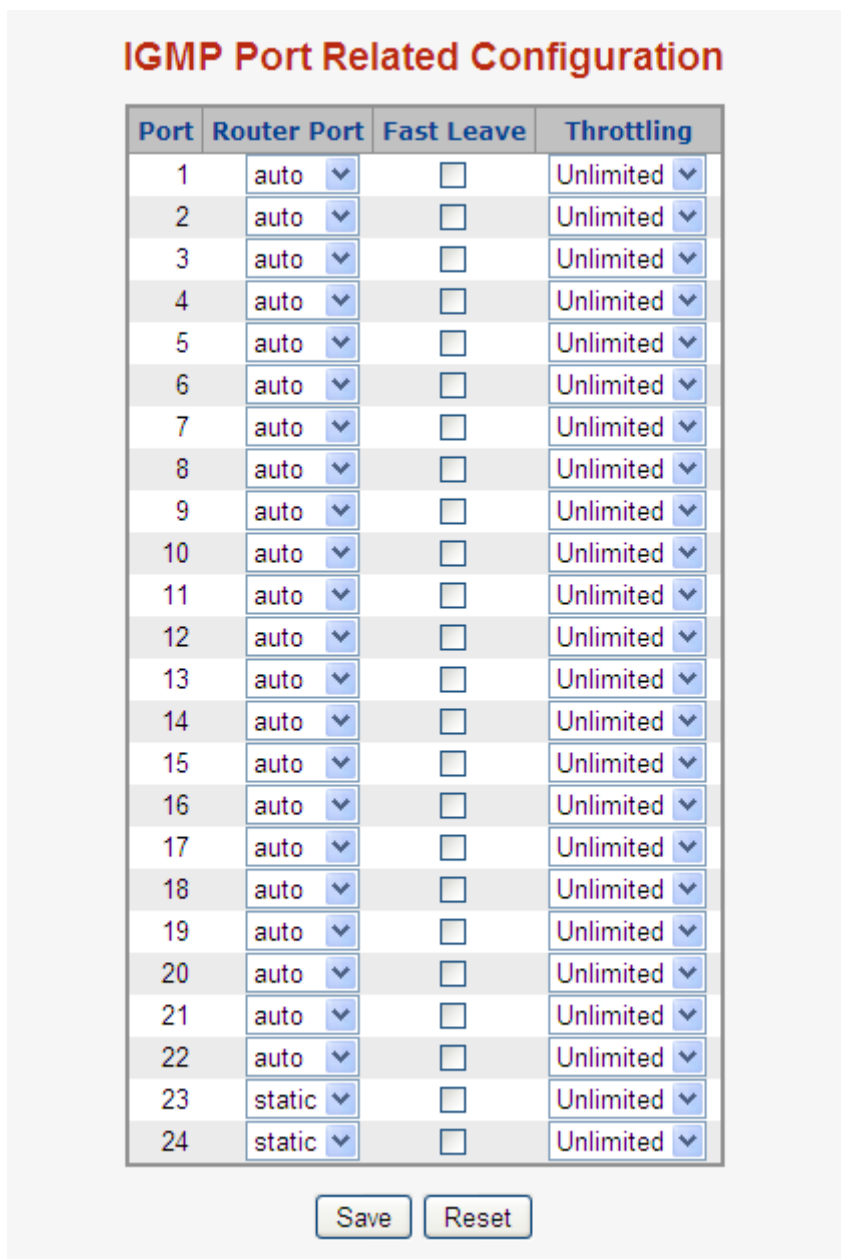 IGMP Port Related Configuration
Port Router Port Fast Leave Throttling
1 auto Unlimited
2 auto Unlimited
3 auto Unlimited
4 auto Unlimited
5 auto Unlimited
6 auto Unlimited
7 auto Unlimited
8 auto Unlimited
9 auto Unlimited
10 auto Unlimited
11 auto Unlimited
12 auto Unlimited
13 auto Unlimited
14 auto Unlimited
15 auto Unlimited
16 auto Unlimited
17 auto Unlimited
18 auto Unlimited
19 auto Unlimited
20 auto Unlimited
21 auto Unlimited
22 auto Unlimited
23 static Unlimited
24 static Unlimited
Save Reset